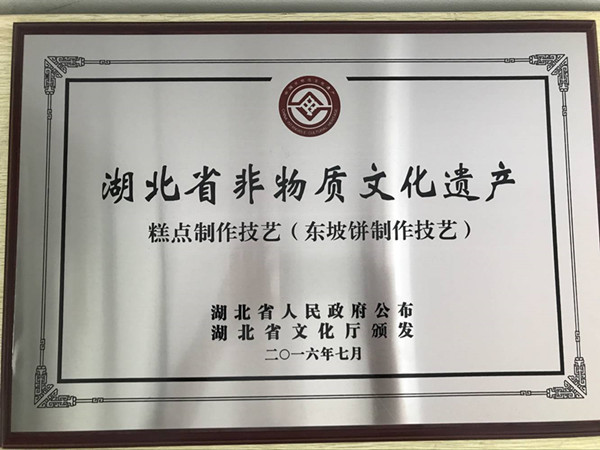 湖北省非物质文化遗产
糕点制作技艺（东坡饼制作技艺）
湖北省人民政府公布
湖北省文化厅颁发
二〇一六年七月